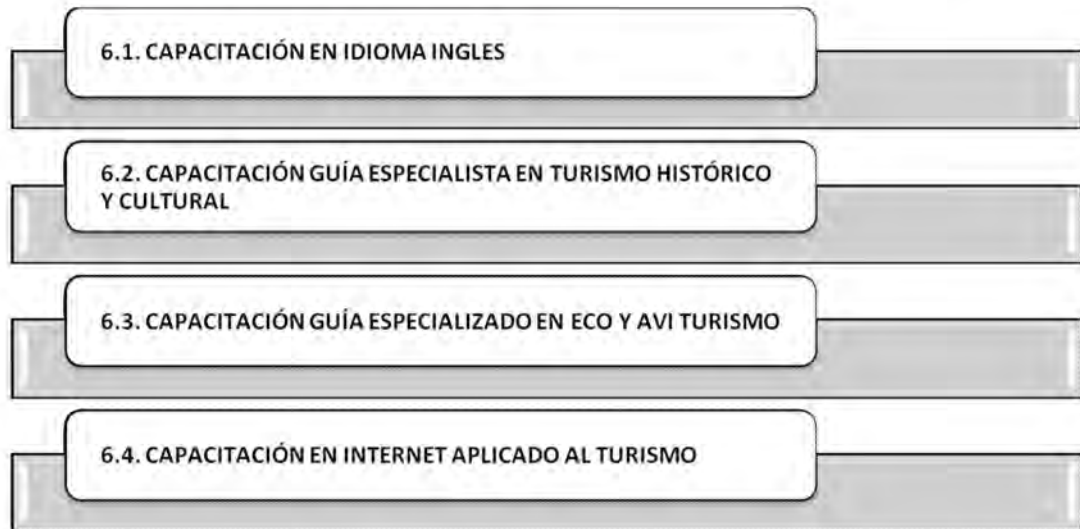 6.1. CAPACITACIÓN EN IDIOMA INGLES
6.2. CAPACITACIÓN GUÍA ESPECIALISTA EN TURISMO HISTÓRICO
Y CULTURAL
6.3. CAPACITACIÓN GUÍA ESPECIALIZADO EN ECO Y AVI TURISMO
6.4. CAPACITACIÓN EN INTERNET APLICADO AL TURISMO